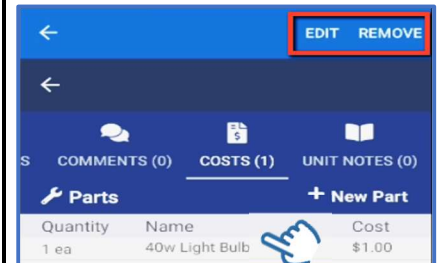 EDIT REMOVE
S COMMENTS (0) COSTS (1) UNIT NOTES (0)
Parts + New Part
Quantity Name Cost
1 ea 40w Light Bulb $1.00